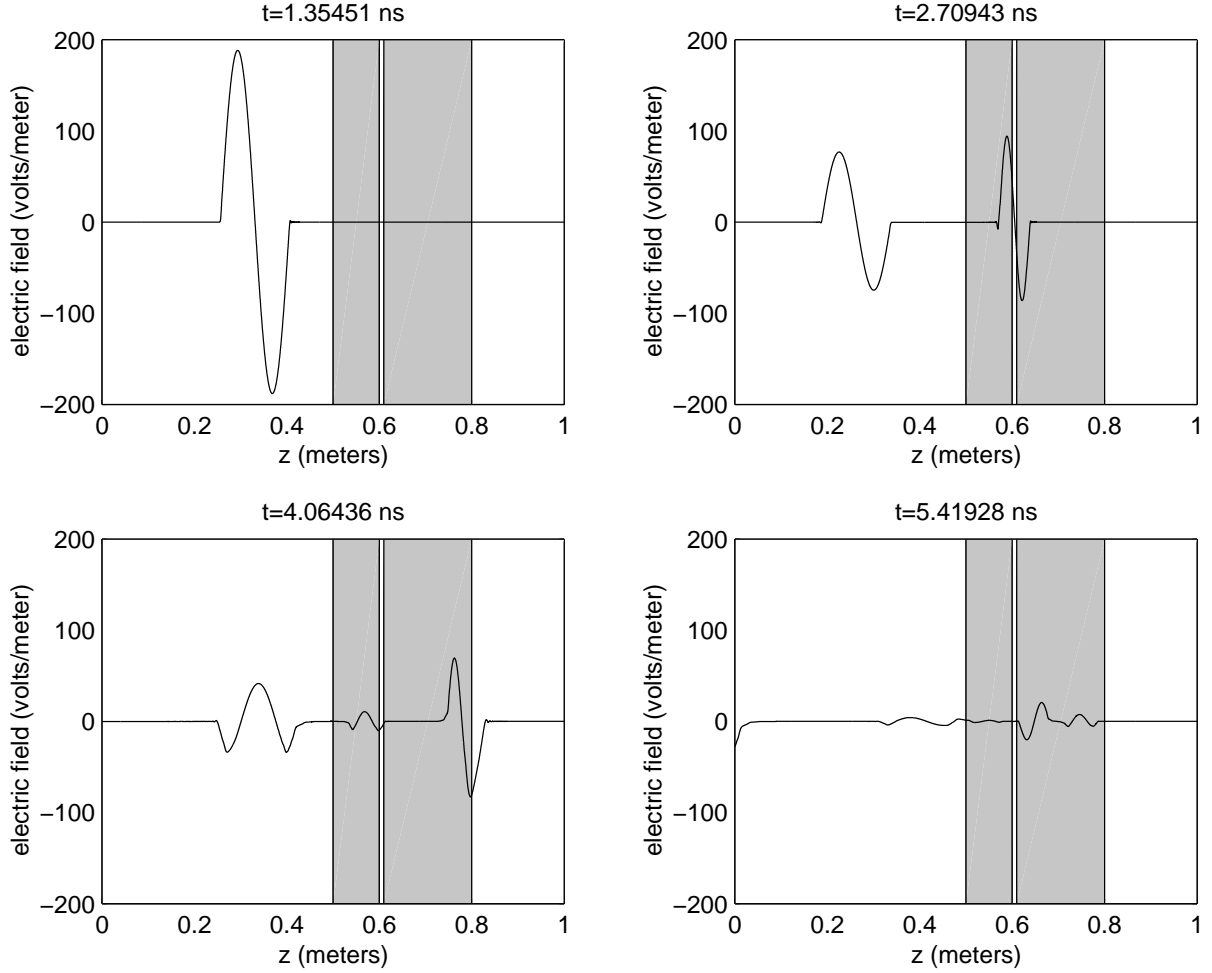 t=1.35451 ns
200
100
0
−100
−200
electric field (volts/meter)
0 0.2 0.4 0.6 0.8 1
z (meters)
t=2.70943 ns
200
100
0
−100
−200
electric field (volts/meter)
0 0.2 0.4 0.6 0.8 1
z (meters)
t=4.06436 ns
200
100
0
−100
−200
electric field (volts/meter)
0 0.2 0.4 0.6 0.8 1
z (meters)
t=5.41928 ns
200
100
0
−100
−200
electric field (volts/meter)
0 0.2 0.4 0.6 0.8 1
z (meters)